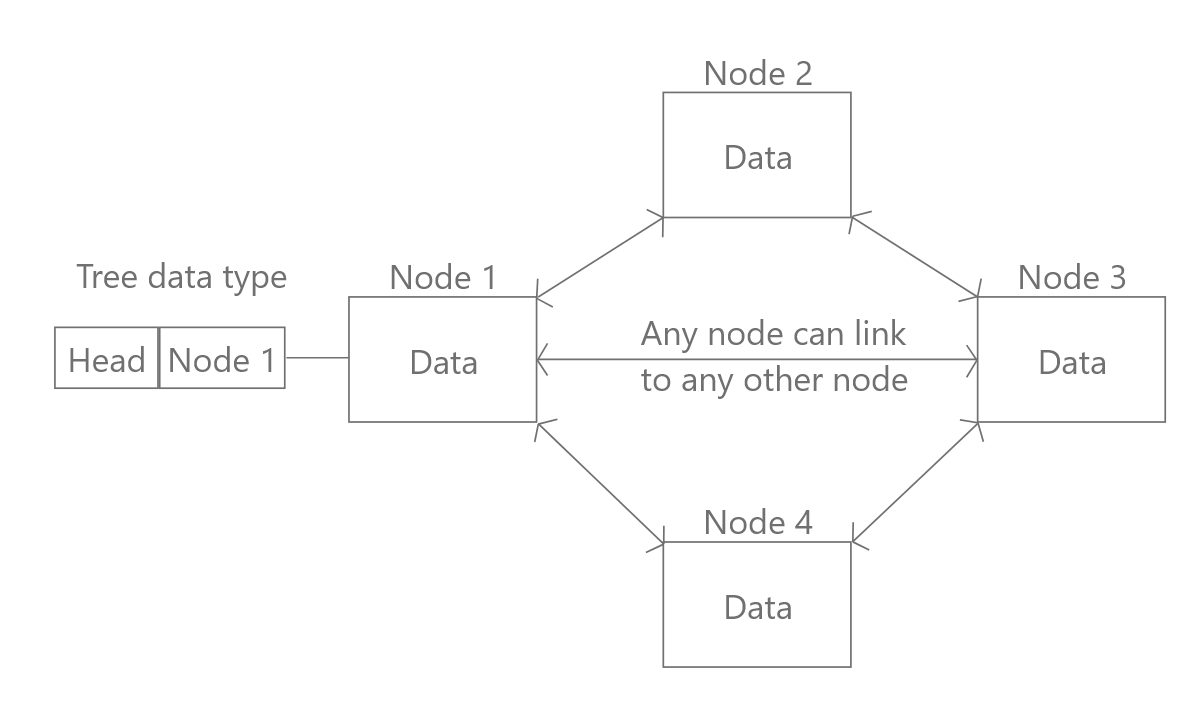 Node 2
Data
Tree data type
Node 1
Node 3
Head
Node 1
Data
Any node can link
to any other node
Data
Node 4
Data